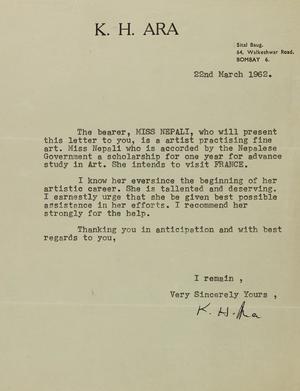 K. H. ARA
Sital Baug.
64, Walkeshwar Road,
BOMBAY 6.
22nd March 1962.
The bearer, MISS NEPALI, who will present
this letter to you, is a artist practising fine
art. Miss Nepali who is accorded by the Nepalese
Government a scholarship for one year for advance
study in Art. She intends to visit FRANCE.
I know her eversince the beginning of her
artistic career. She is tallented and deserving.
I earnestly urge that she be given best possible
assistance in her efforts. I recommend her
strongly for the help.
Thanking you in anticipation and with best
regards to you,
I remain ,
Very Sincerely Yours ,
K. H. Ara